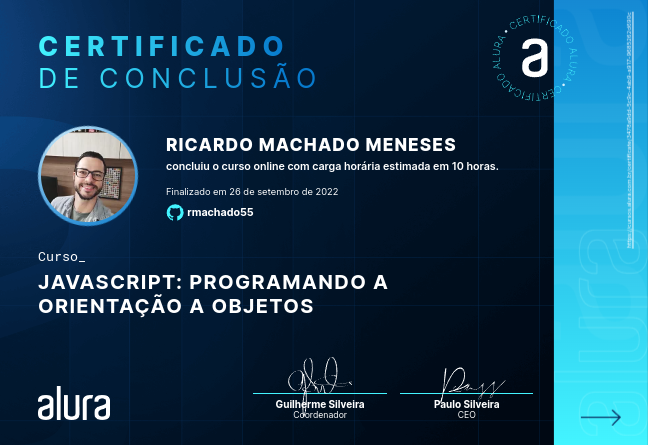 CERTIFICADO
DE CONCLUSÃO
• CERTIFICADO ALURA • CERTIFICADO ALURA
a
RICARDO MACHADO MENESES
concluiu o curso online com carga horária estimada em 10 horas.
Finalizado em 26 de setembro de 2022
rmachado55
Curso_
JAVASCRIPT: PROGRAMANDO A
ORIENTAÇÃO A OBJETOS
alura
Guilherme Silveira
Coordenador
Paulo Silveira
CEO
alura